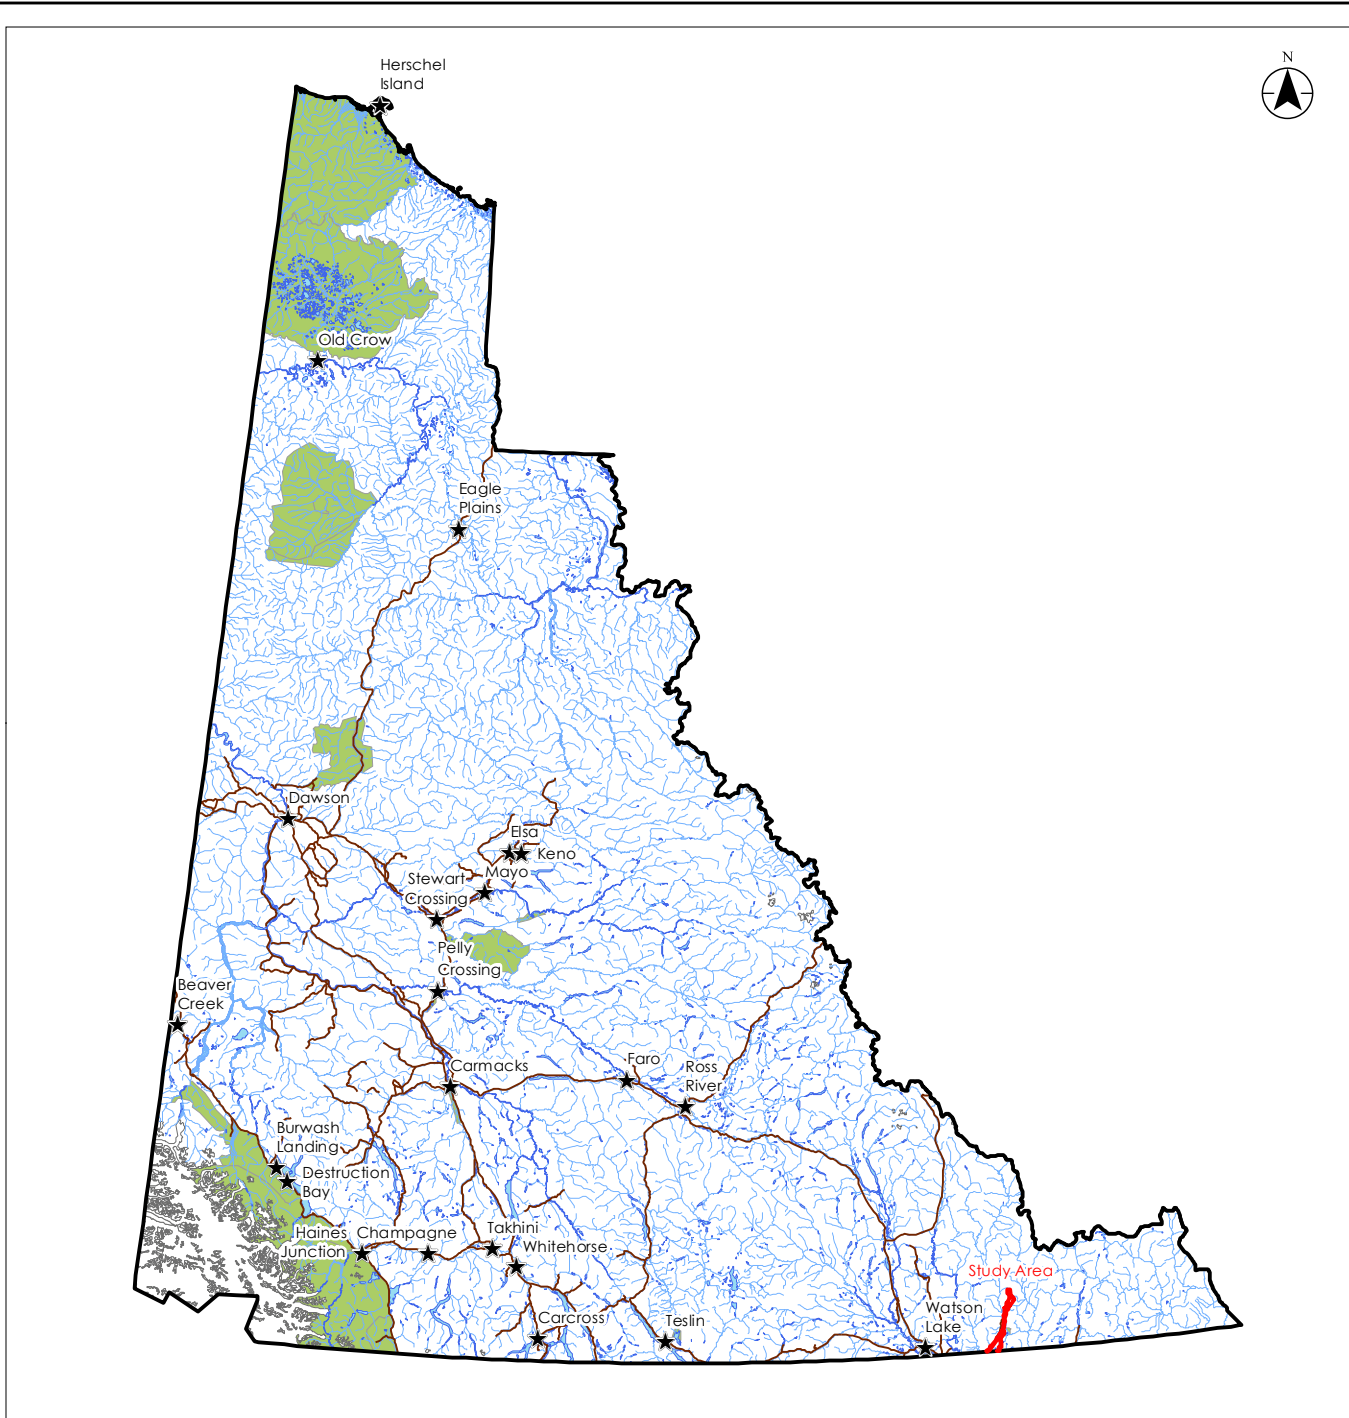 N
Herschel
Island
Old Crow
Eagle
Plains
Dawson
Elsa
Keno
Mayo
Stewart
Crossing
Pelly
Crossing
Beaver
Creek
Carmacks
Faro
Ross
River
Burwash
Landing
Destruction
Bay
Haines
Junction
Champagne
Takhini
Whitehorse
Study Area
Carcross
Teslin
Watson
Lake